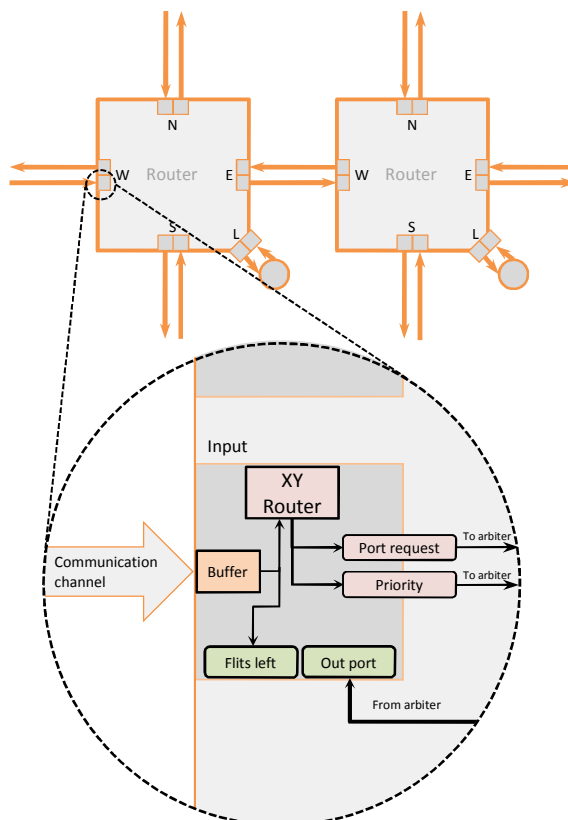 N
N
W
Router
E
W
Router
E
S
L
S
L
Input
XY
Router
To arbiter
Port request
Communication
channel
Buffer
To arbiter
Priority
Flits left
Out port
From arbiter